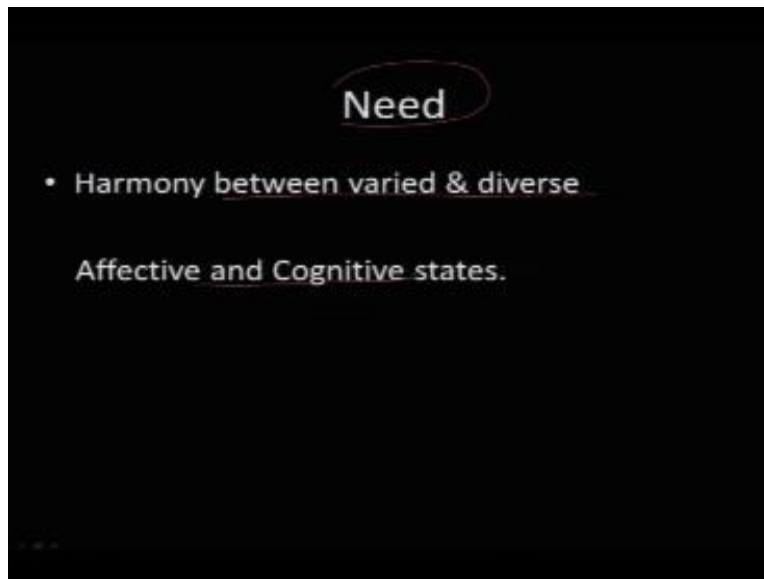 Need
• Harmony between varied & diverse
Affective and Cognitive states.